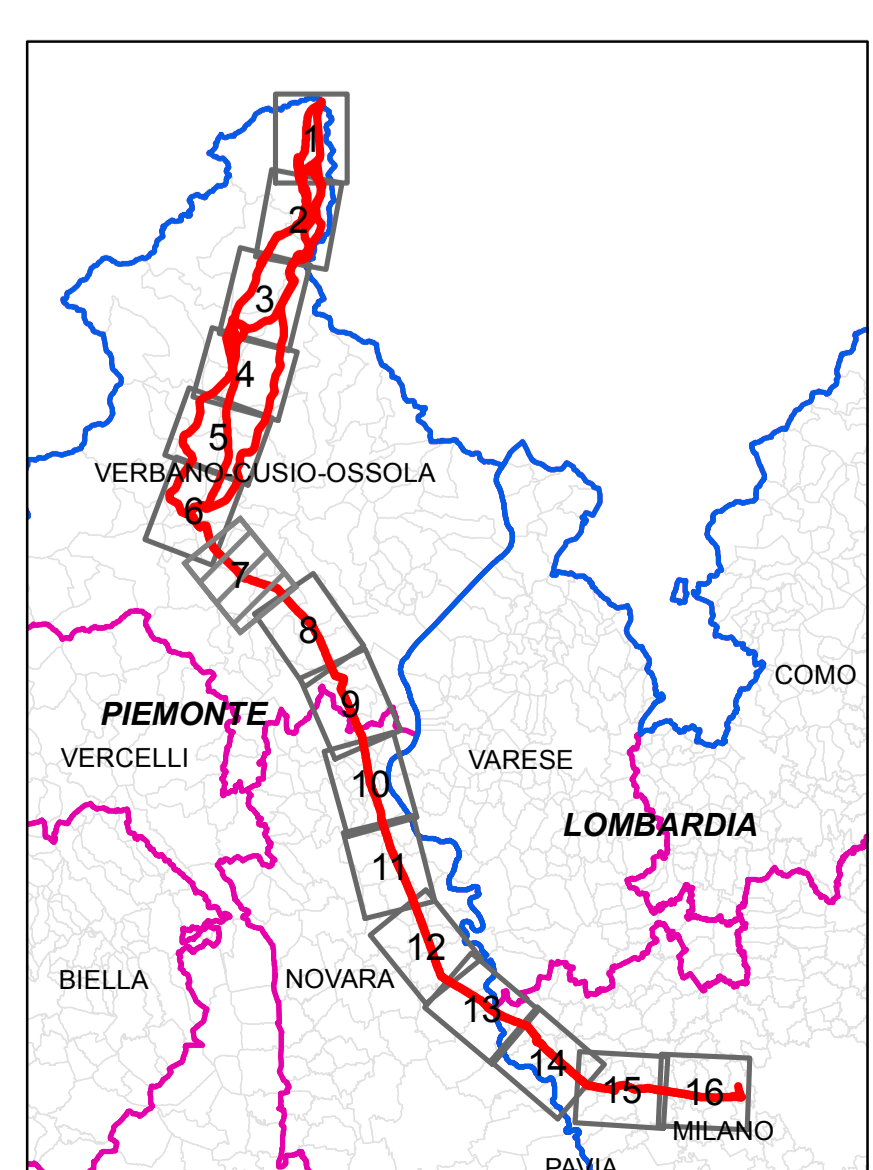 1
2
3
4
5
VERBANO-CUSIO-OSSOLA
6
7
8
COMO
9
PIEMONTE
VERCELLI
VARESE
10
LOMBARDIA
11
12
BIELLA
NOVARA
13
14
15
16
MILANO
PAVIA